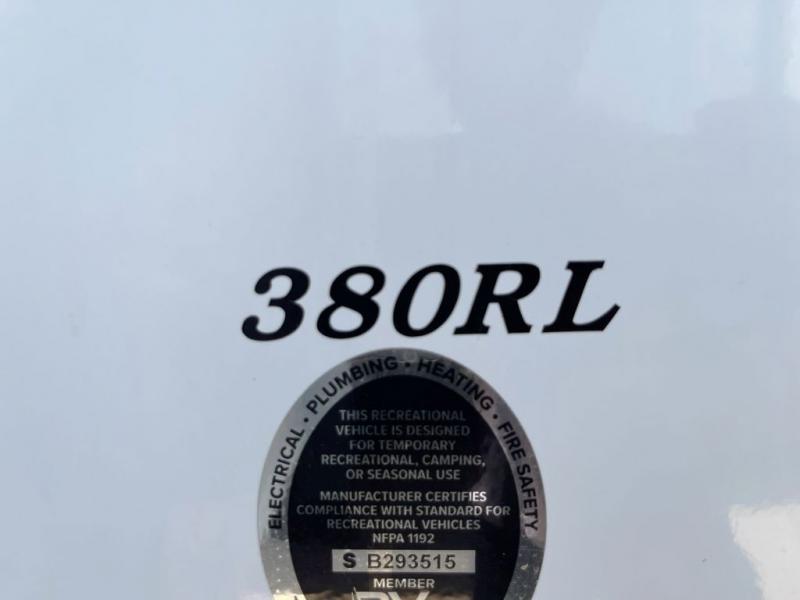 380RL
ELECTRICAL • PLUMBING • HEATING • FIRE SAFETY
THIS RECREATIONAL
VEHICLE IS DESIGNED
FOR TEMPORARY
RECREATIONAL, CAMPING,
OR SEASONAL USE
MANUFACTURER CERTIFIES
COMPLIANCE WITH STANDARD FOR
RECREATIONAL VEHICLES
NFPA 1192
S B293515
MEMBER
RV